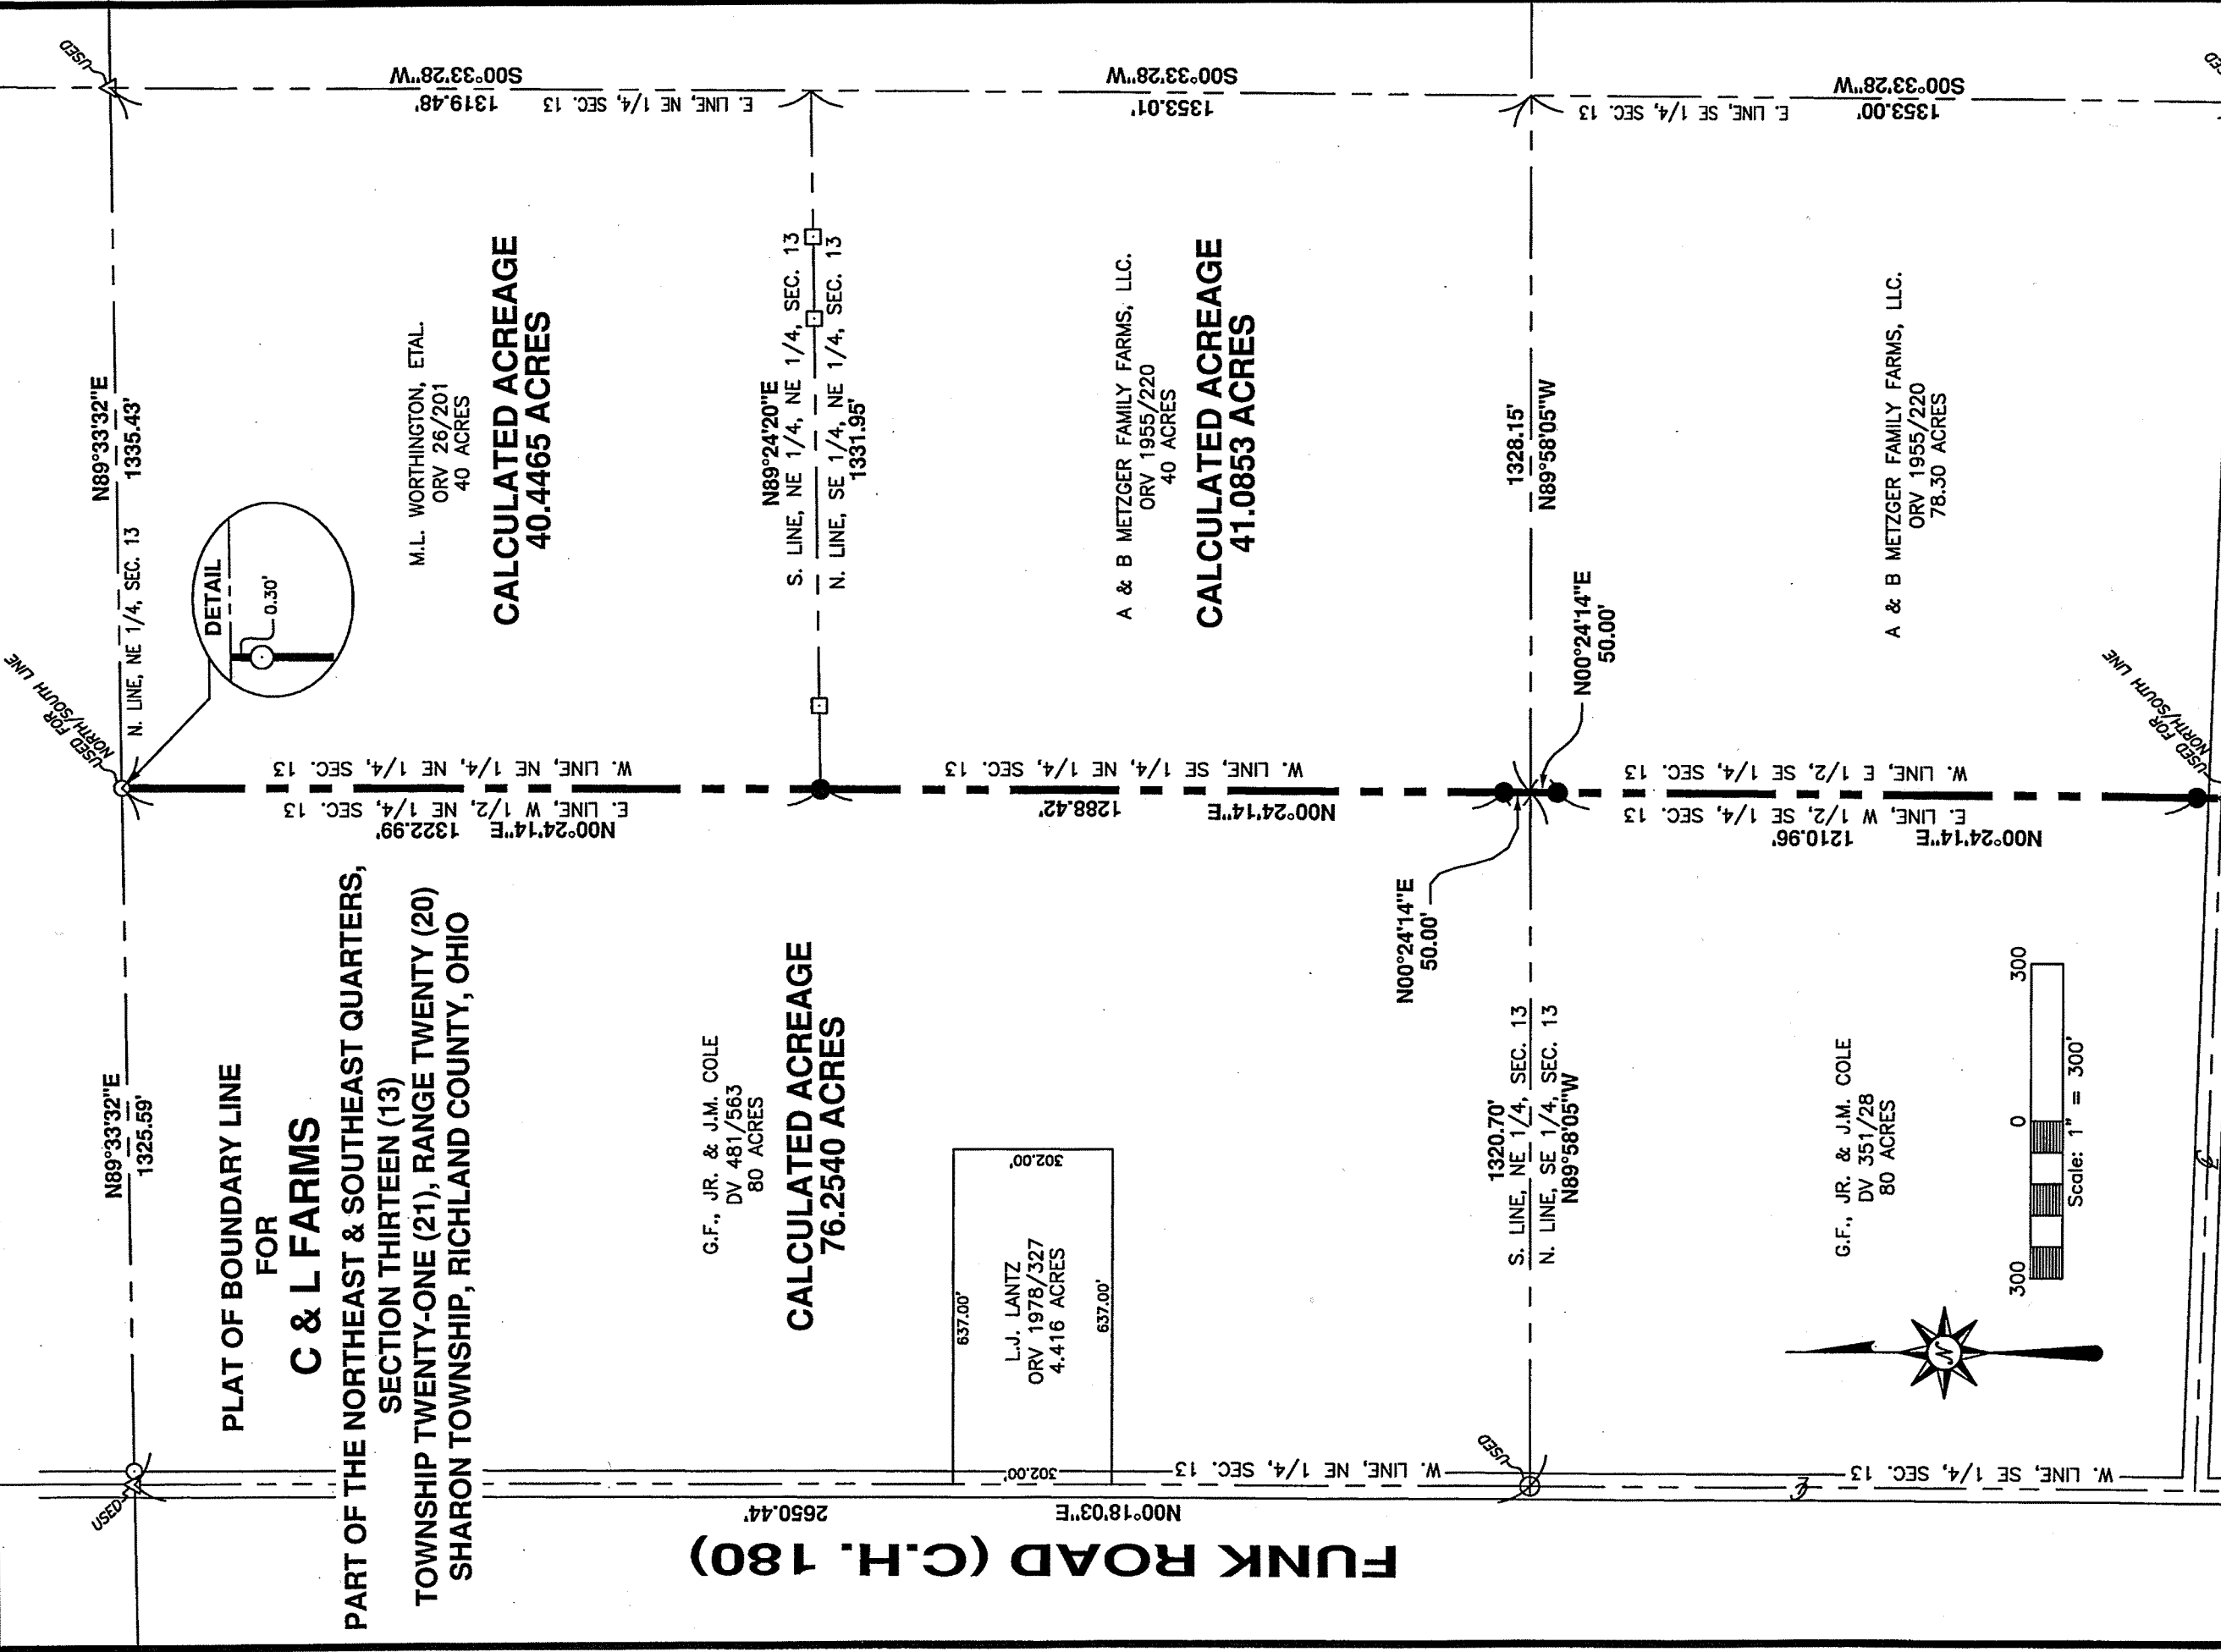 PLAT OF BOUNDARY LINE
FOR
C & L FARMS
PART OF THE NORTHEAST & SOUTHEAST QUARTERS,
SECTION THIRTEEN (13)
TOWNSHIP TWENTY-ONE (21), RANGE TWENTY (20)
SHARON TOWNSHIP, RICHLAND COUNTY, OHIO
USED
N89°33'32"E
1325.59'
USED FOR
NORTH/SOUTH LINE
N. LINE, NE 1/4, SEC. 13
N89°33'32"E
1335.43'
USED
DETAIL
0.30'
M.L. WORTHINGTON, ETAL.
ORV 26/201
40 ACRES
CALCULATED ACREAGE
40.4465 ACRES
S00°33'28"W
1319.48'
E. LINE, NE 1/4, SEC. 13
W. LINE, NE 1/4, NE 1/4, SEC. 13
E. LINE, W 1/2, NE 1/4, SEC. 13
N00°24'14"E 1322.99'
N89°24'20"E
S. LINE, NE 1/4, NE 1/4, SEC. 13
N. LINE, SE 1/4, NE 1/4, SEC. 13
1331.95'
G.F., JR. & J.M. COLE
DV 481/563
80 ACRES
CALCULATED ACREAGE
76.2540 ACRES
637.00'
302.00'
L.J. LANTZ
ORV 1978/327
4.416 ACRES
637.00'
302.00'
W. LINE, SE 1/4, NE 1/4, SEC. 13
N00°24'14"E 1288.42'
A & B METZGER FAMILY FARMS, LLC.
ORV 1955/220
40 ACRES
CALCULATED ACREAGE
41.0853 ACRES
S00°33'28"W
1353.01'
W. LINE, NE 1/4, SEC. 13
N00°18'03"E 2650.44'
FUNK ROAD (C.H. 180)
USED
1320.70'
S. LINE, NE 1/4, SEC. 13
N. LINE, SE 1/4, SEC. 13
N89°58'05"W
N00°24'14"E
50.00'
N00°24'14"E
50.00'
1328.15'
N89°58'05"W
E. LINE, SE 1/4, SEC. 13
S00°33'28"W
1353.00'
W. LINE, E 1/2, SE 1/4, SEC. 13
E. LINE, W 1/2, SE 1/4, SEC. 13
N00°24'14"E 1210.96'
G.F., JR. & J.M. COLE
DV 351/28
80 ACRES
A & B METZGER FAMILY FARMS, LLC.
ORV 1955/220
78.30 ACRES
W. LINE, SE 1/4, SEC. 13
N
300 0 300
Scale: 1" = 300'
USED FOR
NORTH/SOUTH LINE